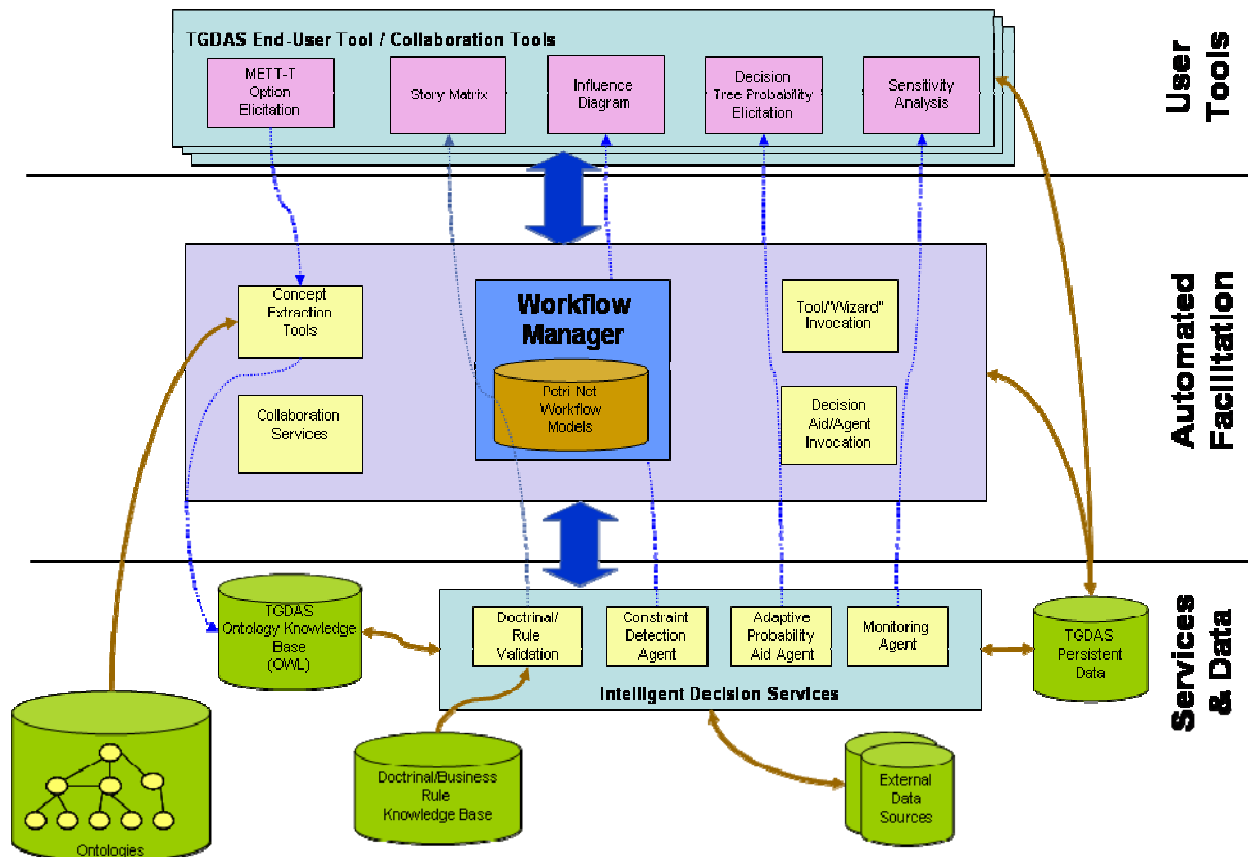 TGDAS End-User Tool / Collaboration Tools
METT-T
Option
Elicitation
Story Matrix
Influence
Diagram
Decision
Tree Probability
Elicitation
Sensitivity
Analysis
User
Tools
Concept
Extraction
Tools
Collaboration
Services
Workflow
Manager
Petri Net
Workflow
Models
Tool/"Wizard"
Invocation
Decision
Aid/Agent
Invocation
Automated
Facilitation
TGDAS
Ontology Knowledge
Base
(OWL)
Doctrinal/
Rule
Validation
Constraint
Detection
Agent
Adaptive
Probability
Aid Agent
Monitoring
Agent
Intelligent Decision Services
TGDAS
Persistent
Data
Services
& Data
Ontologies
Doctrinal/Business
Rule
Knowledge Base
External
Data
Sources